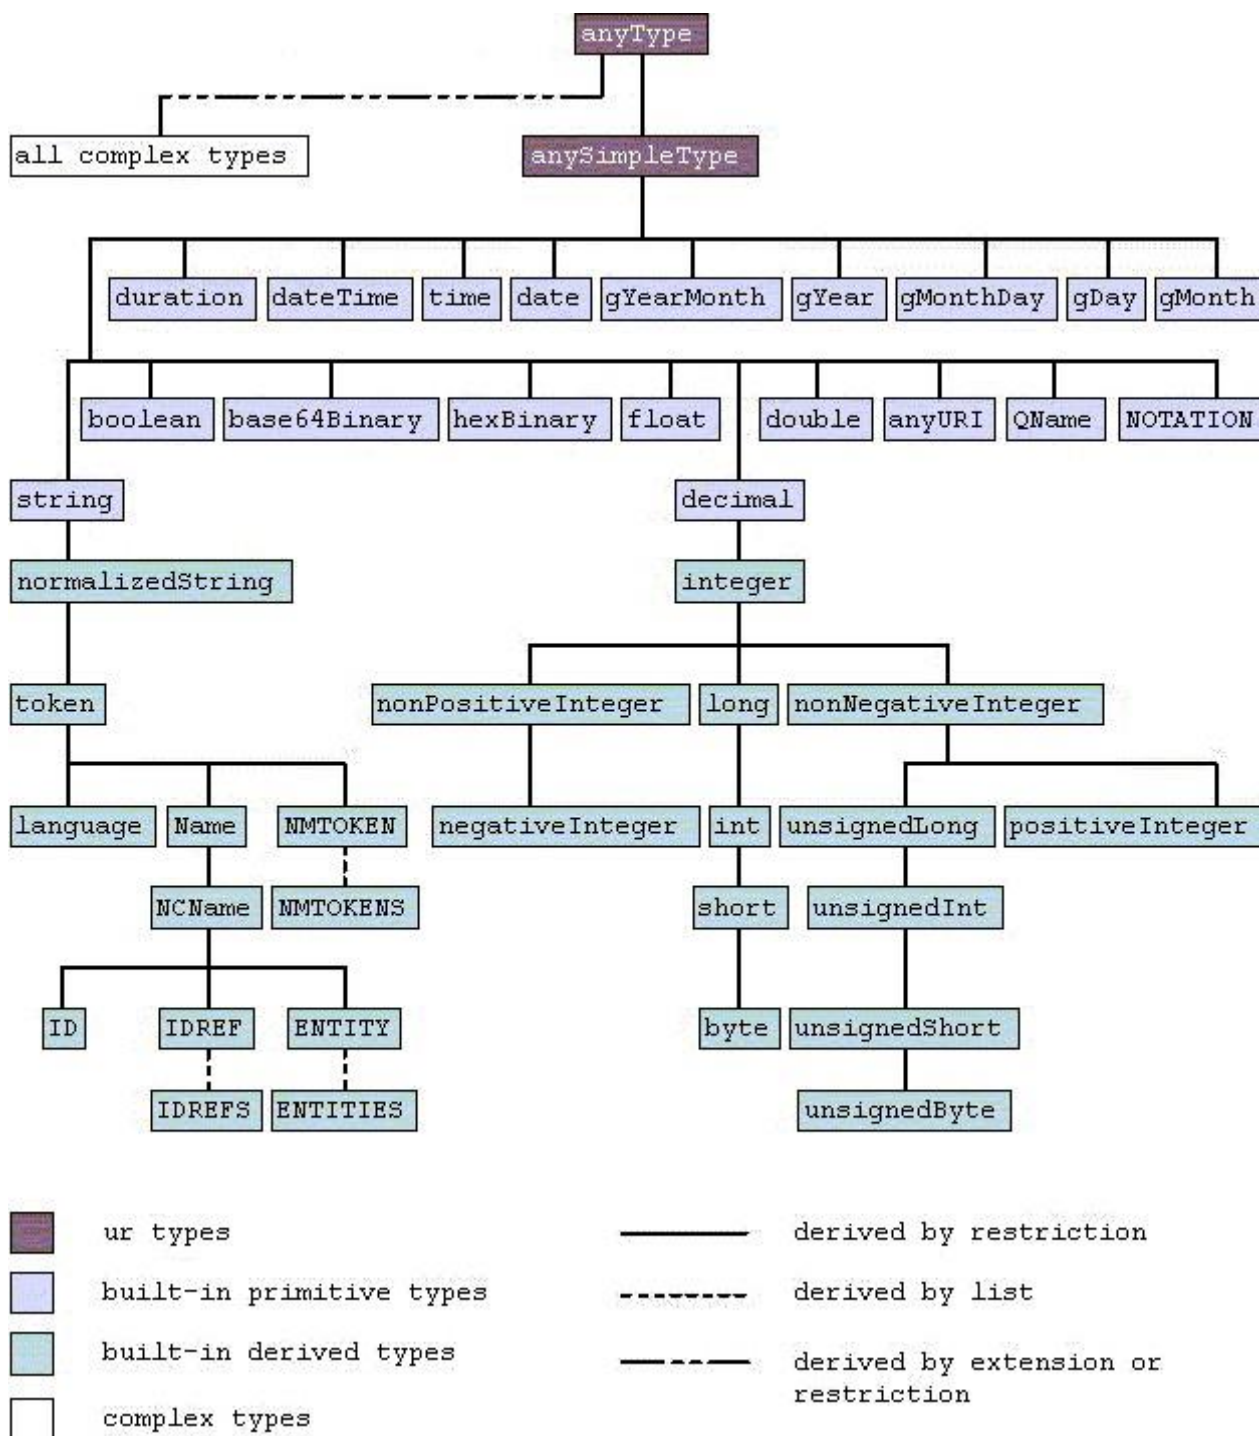 anyType
all complex types anySimpleType
duration dateTime time date gYearMonth gYear gMonthDay gDay gMonth
boolean base64Binary hexBinary float double anyURI QName NOTATION
string decimal
normalizedString integer
token nonPositiveInteger long nonNegativeInteger
language Name NMTOKEN negativeInteger int unsignedLong positiveInteger
NCName NMTOKENS short unsignedInt
ID IDREF ENTITY byte unsignedShort
IDREFS ENTITIES unsignedByte
ur types derived by restriction
built-in primitive types derived by list
built-in derived types derived by extension or
restriction
complex types